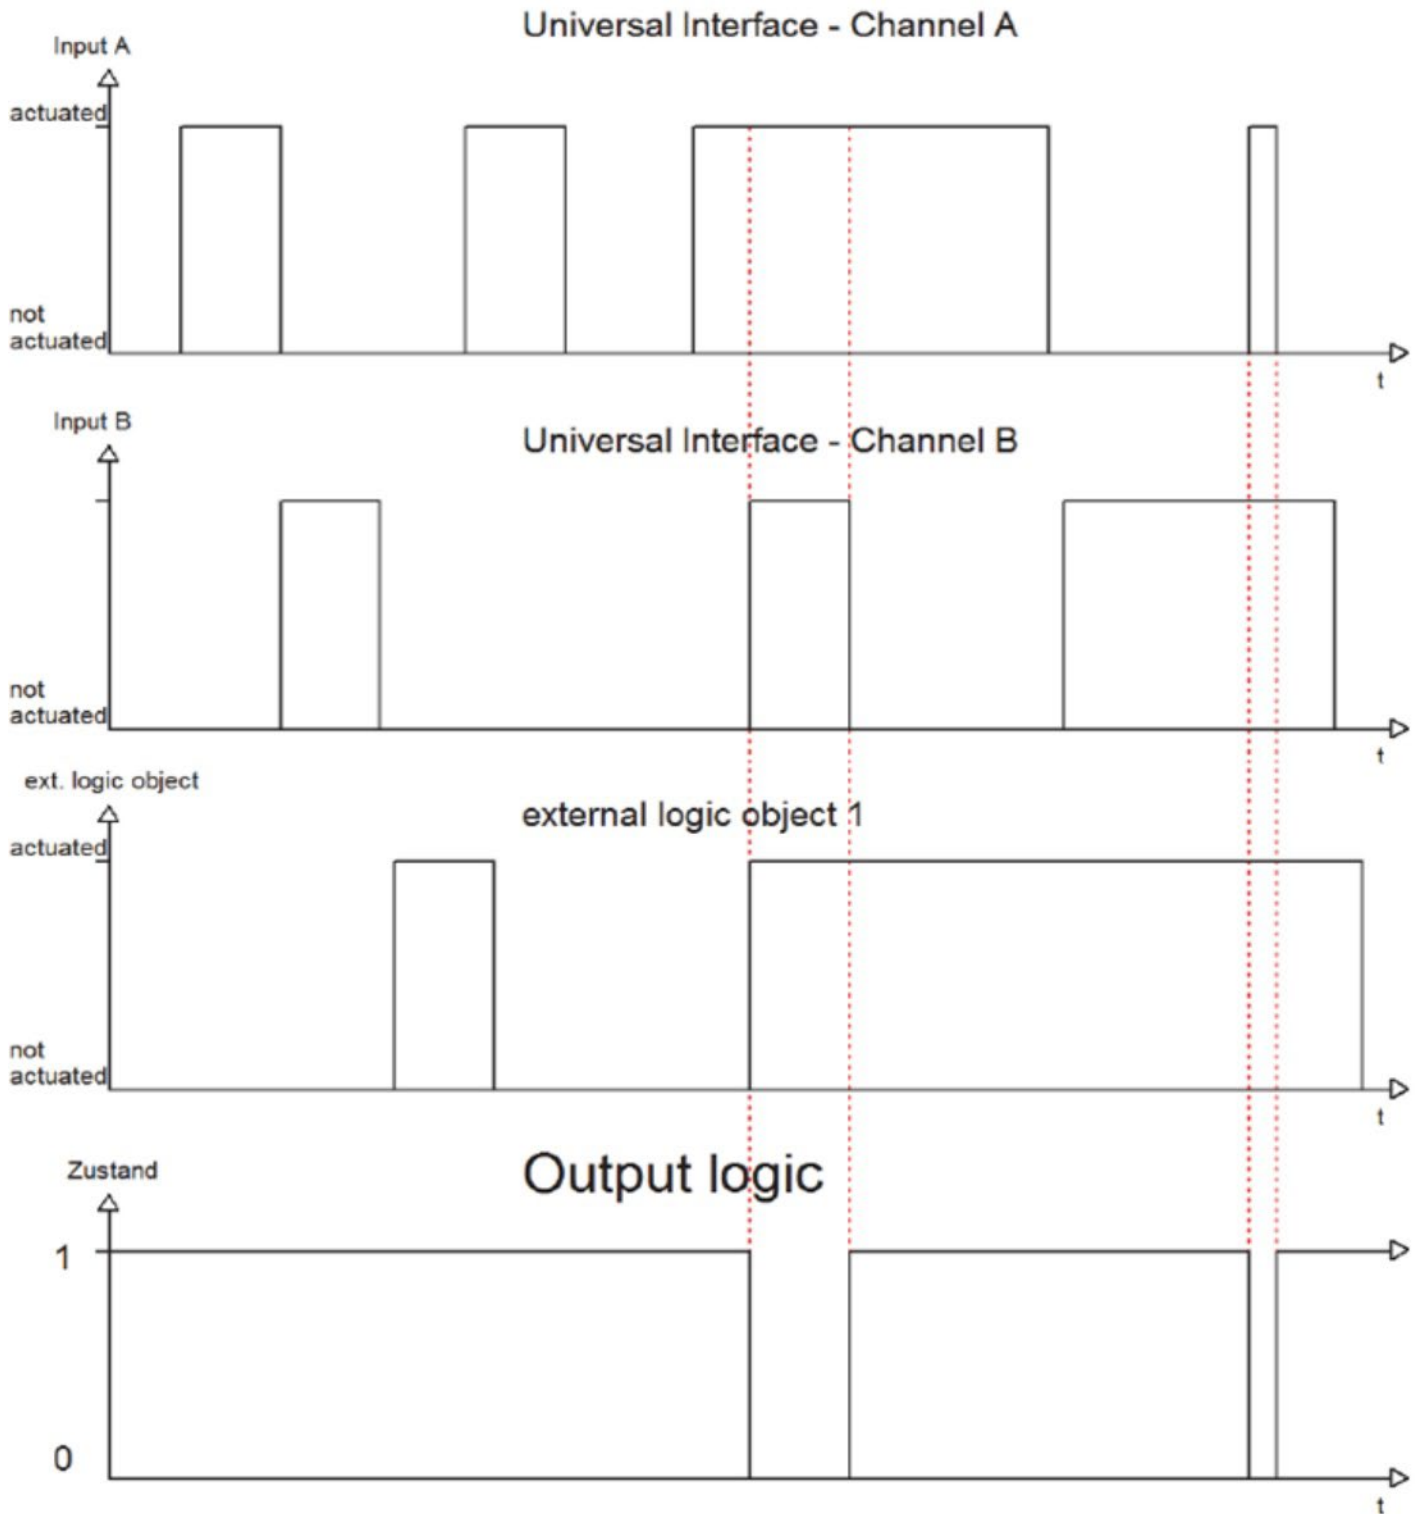 Universal Interface - Channel A
Input A
actuated
not
actuated
t
Input B
Universal Interface - Channel B
not
actuated
t
ext. logic object
external logic object 1
actuated
not
actuated
t
Zustand
Output logic
1
0
t